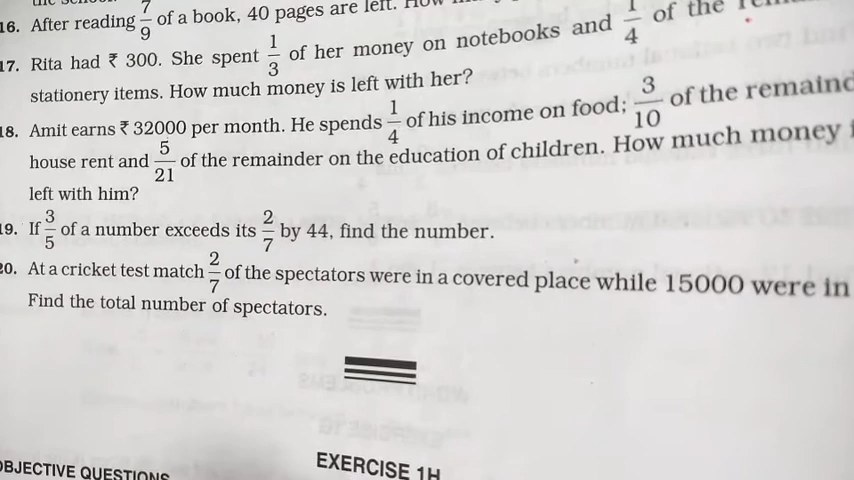 the school.
16. After reading 7/9 of a book, 40 pages are left. How
17. Rita had ₹ 300. She spent 1/3 of her money on notebooks and 1/4 of the
stationery items. How much money is left with her?
18. Amit earns ₹ 32000 per month. He spends 1/4 of his income on food; 3/10 of the remaind
house rent and 5/21 of the remainder on the education of children. How much money
left with him?
19. If 3/5 of a number exceeds its 2/7 by 44, find the number.
20. At a cricket test match 2/7 of the spectators were in a covered place while 15000 were in
Find the total number of spectators.
OBJECTIVE QUESTIONS
EXERCISE 1H